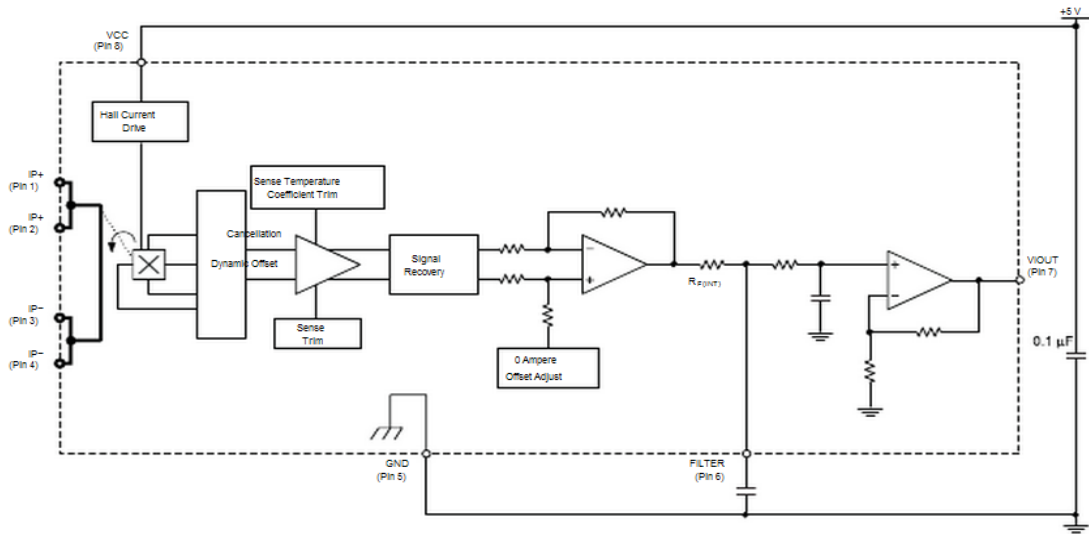 +5 V
VCC
(Pin 8)
Hall Current
Drive
IP+
(Pin 1)
IP+
(Pin 2)
IP−
(Pin 3)
IP−
(Pin 4)
Sense Temperature
Coefficient Trim
Cancellation
Dynamic Offset
Signal
Recovery
Sense
Trim
0 Ampere
Offset Adjust
RF(INT)
VIOUT
(Pin 7)
0.1 µF
GND
(Pin 5)
FILTER
(Pin 6)